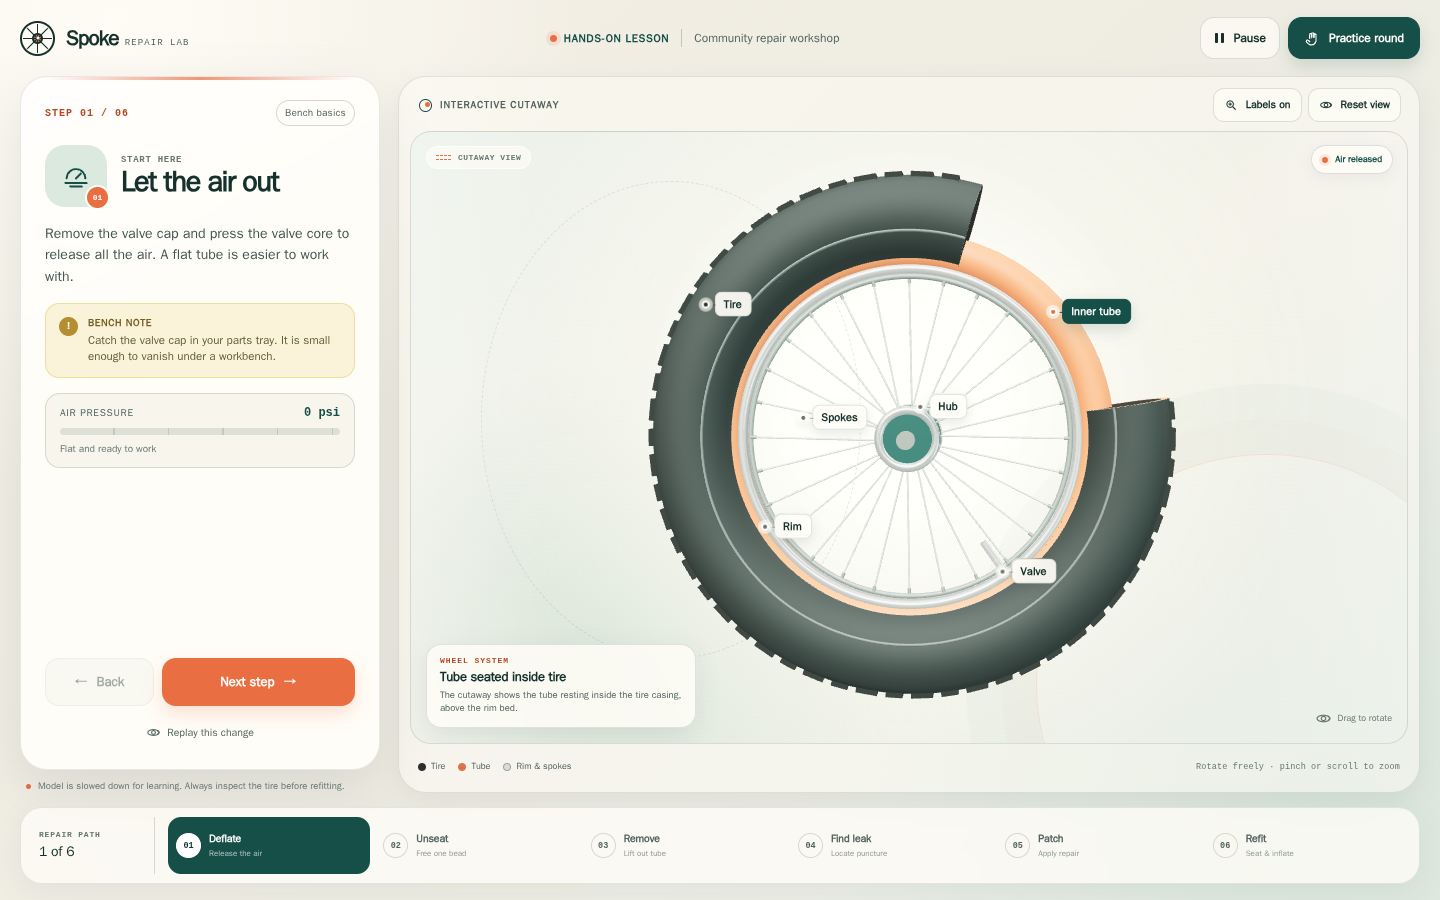 Spoke REPAIR LAB
HANDS-ON LESSON
Community repair workshop
Pause
Practice round
STEP 01 / 06
Bench basics
01
START HERE
Let the air out
Remove the valve cap and press the valve core to
release all the air. A flat tube is easier to work
with.
!
BENCH NOTE
Catch the valve cap in your parts tray. It is small
enough to vanish under a workbench.
AIR PRESSURE
0 psi
Flat and ready to work
← Back
Next step →
Replay this change
Model is slowed down for learning. Always inspect the tire before refitting.
INTERACTIVE CUTAWAY
Labels on
Reset view
CUTAWAY VIEW
Air released
Tire
Inner tube
Spokes
Hub
Rim
Valve
WHEEL SYSTEM
Tube seated inside tire
The cutaway shows the tube resting inside the tire casing,
above the rim bed.
Drag to rotate
Tire
Tube
Rim & spokes
Rotate freely · pinch or scroll to zoom
REPAIR PATH
1 of 6
01
Deflate
Release the air
02
Unseat
Free one bead
03
Remove
Lift out tube
04
Find leak
Locate puncture
05
Patch
Apply repair
06
Refit
Seat & inflate